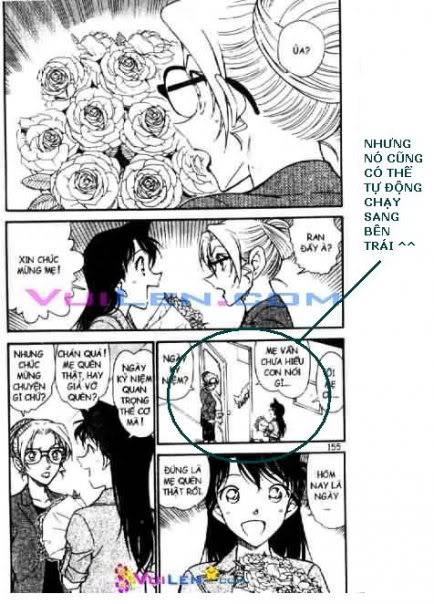 ỦA?
NHƯNG
NÓ CŨNG
CÓ THỂ
TỰ ĐỘNG
CHẠY
SANG
BÊN
TRÁI ^^
RAN
ĐẤY À?
XIN CHÚC
MỪNG MẸ!
VUILEN.COM
MẸ VẪN
CHƯA HIỂU
CON NÓI
GÌ...
NGÀY
KỶ NIỆM?
155
NGÀY
KỶ NIỆM
QUAN
TRỌNG
THẾ CƠ
MÀ!
CHÁN QUÁ!
MẸ QUÊN
THẬT, HAY
GIẢ VỜ
QUÊN?
NHƯNG
CHÚC
MỪNG
CHUYỆN
GÌ CHỨ?
HÔM
NAY LÀ
NGÀY
...
ĐÚNG LÀ
MẸ QUÊN
THẬT RỒI.
VUILEN.COM